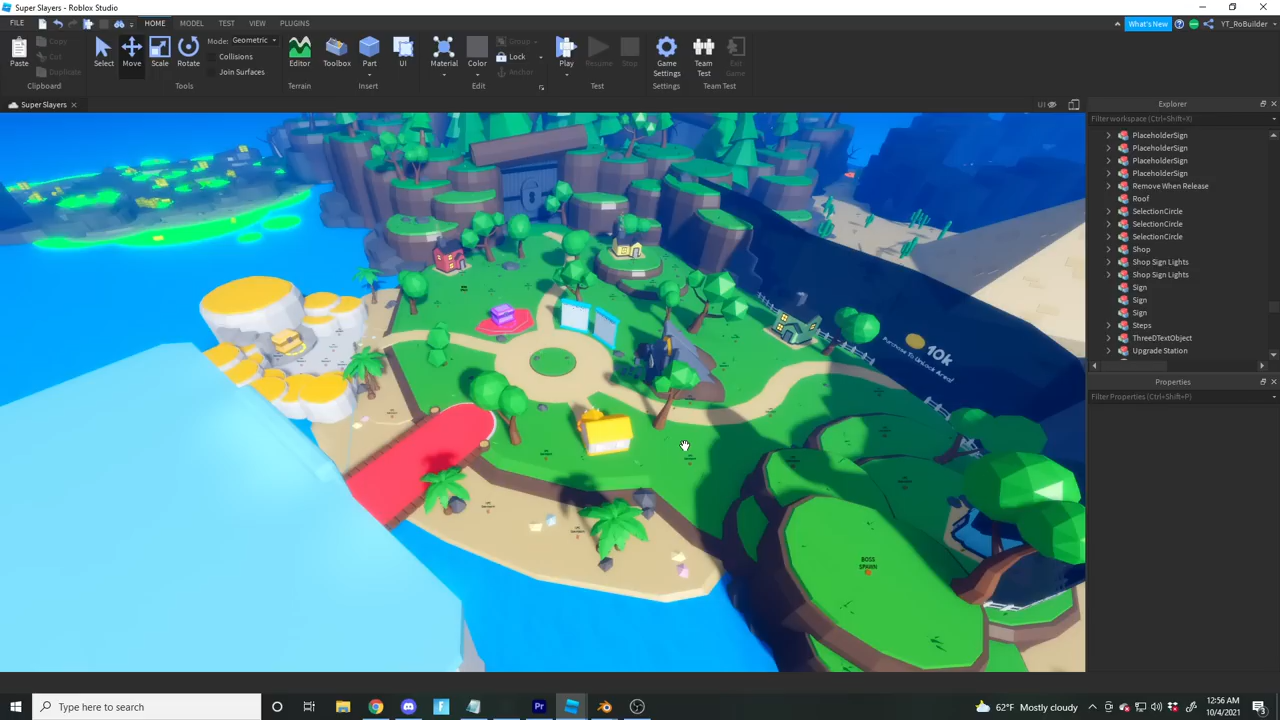 Super Slayers - Roblox Studio
FILE HOME MODEL TEST VIEW PLUGINS
What's New YT_RoBuilder
Paste Copy Cut Duplicate
Clipboard
Select Move Scale Rotate
Mode: Geometric
Collisions
Join Surfaces
Tools
Editor
Terrain
Toolbox Part UI
Insert
Material Color Group Lock Anchor
Edit
Play Resume Stop
Test
Game Settings
Settings
Team Test Exit Game
Team Test
Super Slayers
UI
Explorer
Filter workspace (Ctrl+Shift+X)
PlaceholderSign
PlaceholderSign
PlaceholderSign
PlaceholderSign
Remove When Release
Roof
SelectionCircle
SelectionCircle
SelectionCircle
Shop
Shop Sign Lights
Shop Sign Lights
Sign
Sign
Sign
Steps
ThreeDTextObject
Upgrade Station
Properties
Filter Properties (Ctrl+Shift+P)
10k
Purchase To Unlock Area!
BOSS
SPAWN
Type here to search
62°F Mostly cloudy
12:56 AM
10/4/2021